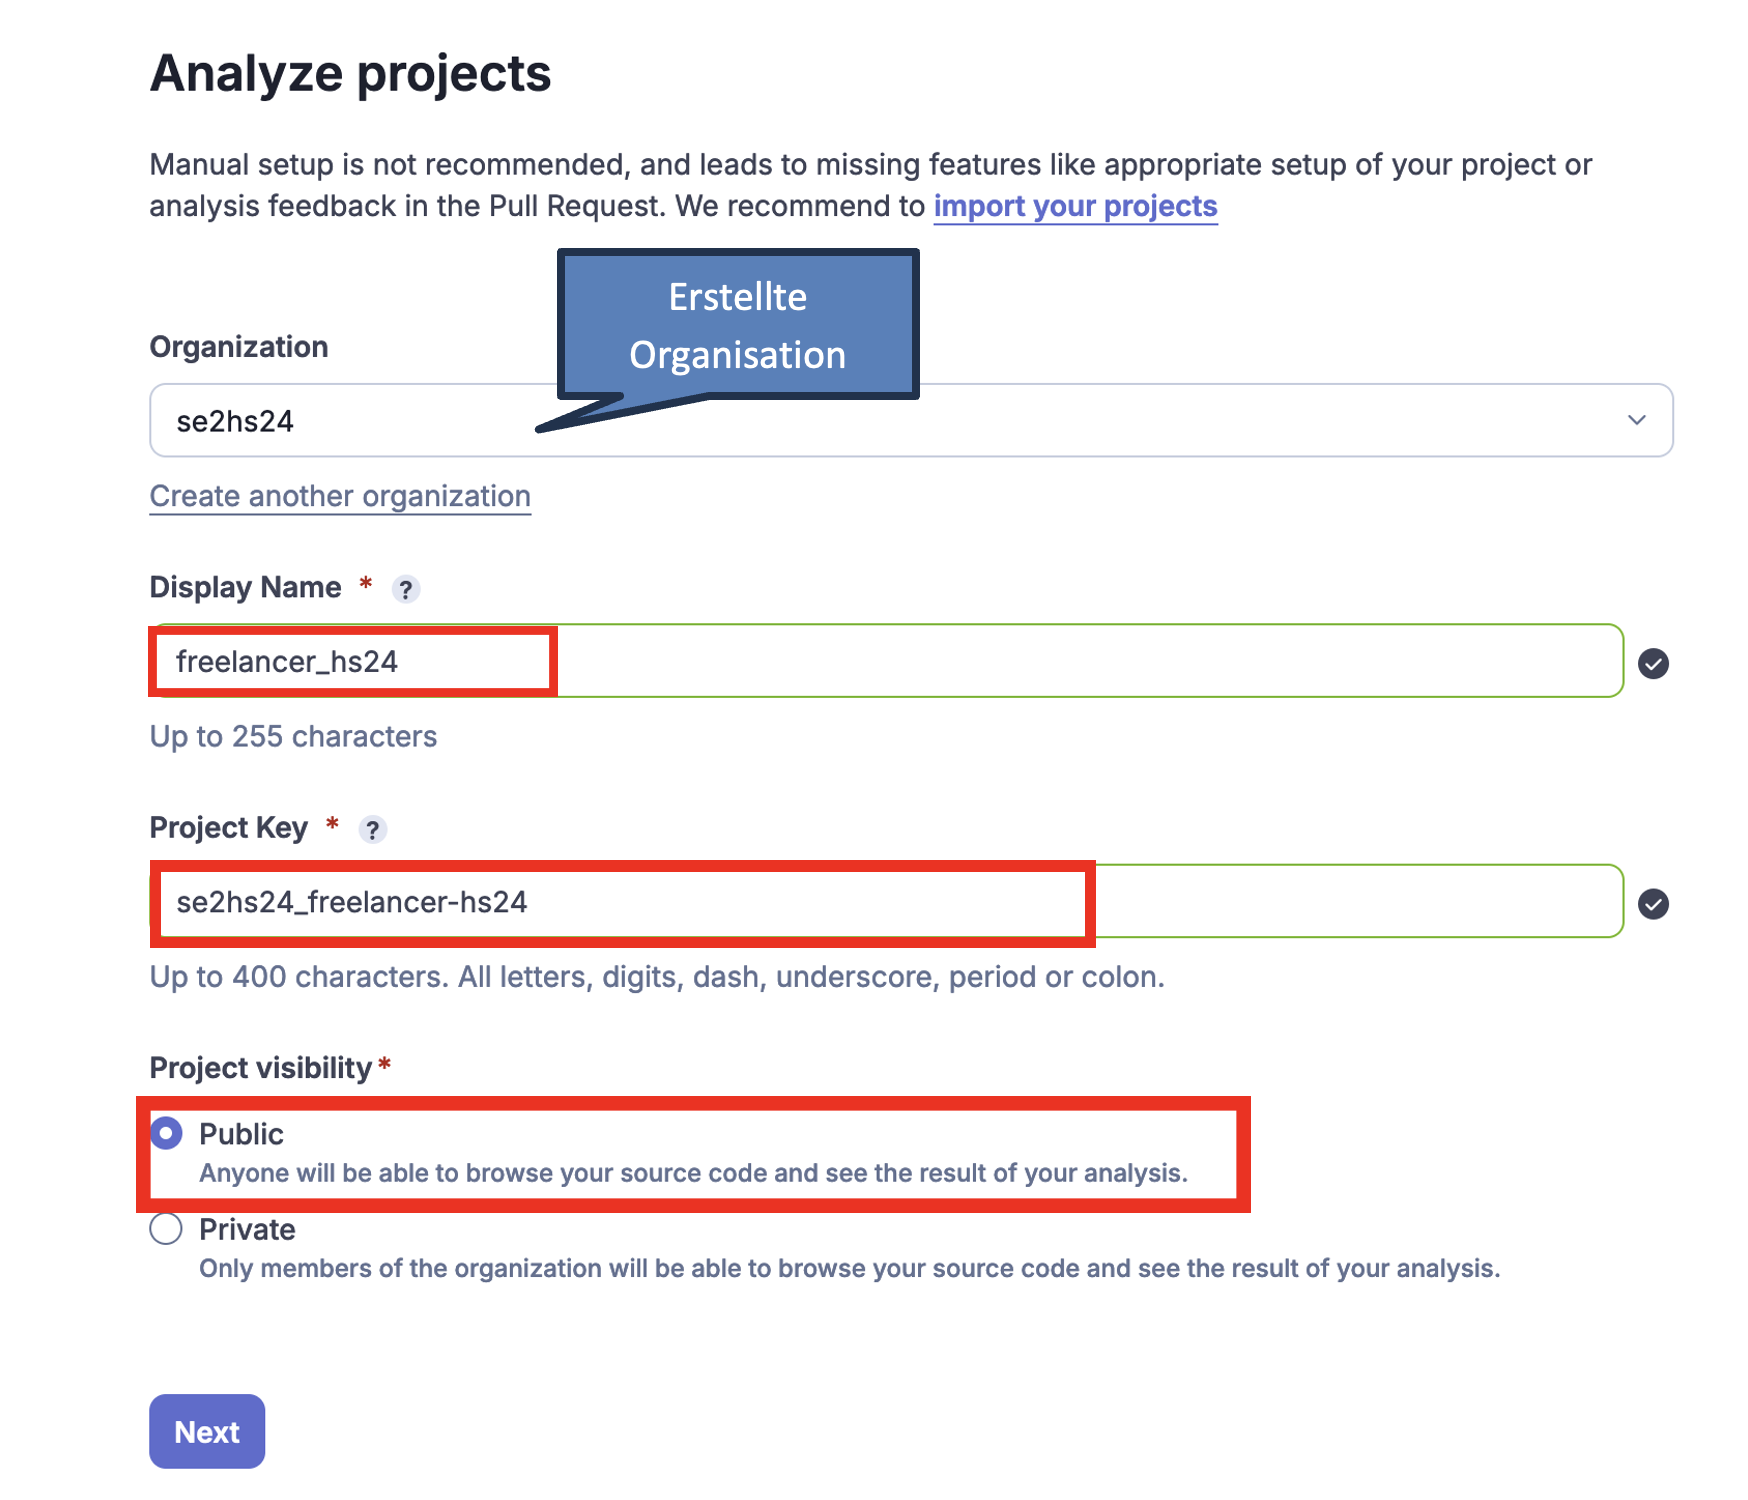 Analyze projects
Manual setup is not recommended, and leads to missing features like appropriate setup of your project or
analysis feedback in the Pull Request. We recommend to import your projects
Erstellte
Organisation
Organization
se2hs24
Create another organization
Display Name * ?
freelancer_hs24
Up to 255 characters
Project Key * ?
se2hs24_freelancer-hs24
Up to 400 characters. All letters, digits, dash, underscore, period or colon.
Project visibility*
Public
Anyone will be able to browse your source code and see the result of your analysis.
Private
Only members of the organization will be able to browse your source code and see the result of your analysis.
Next